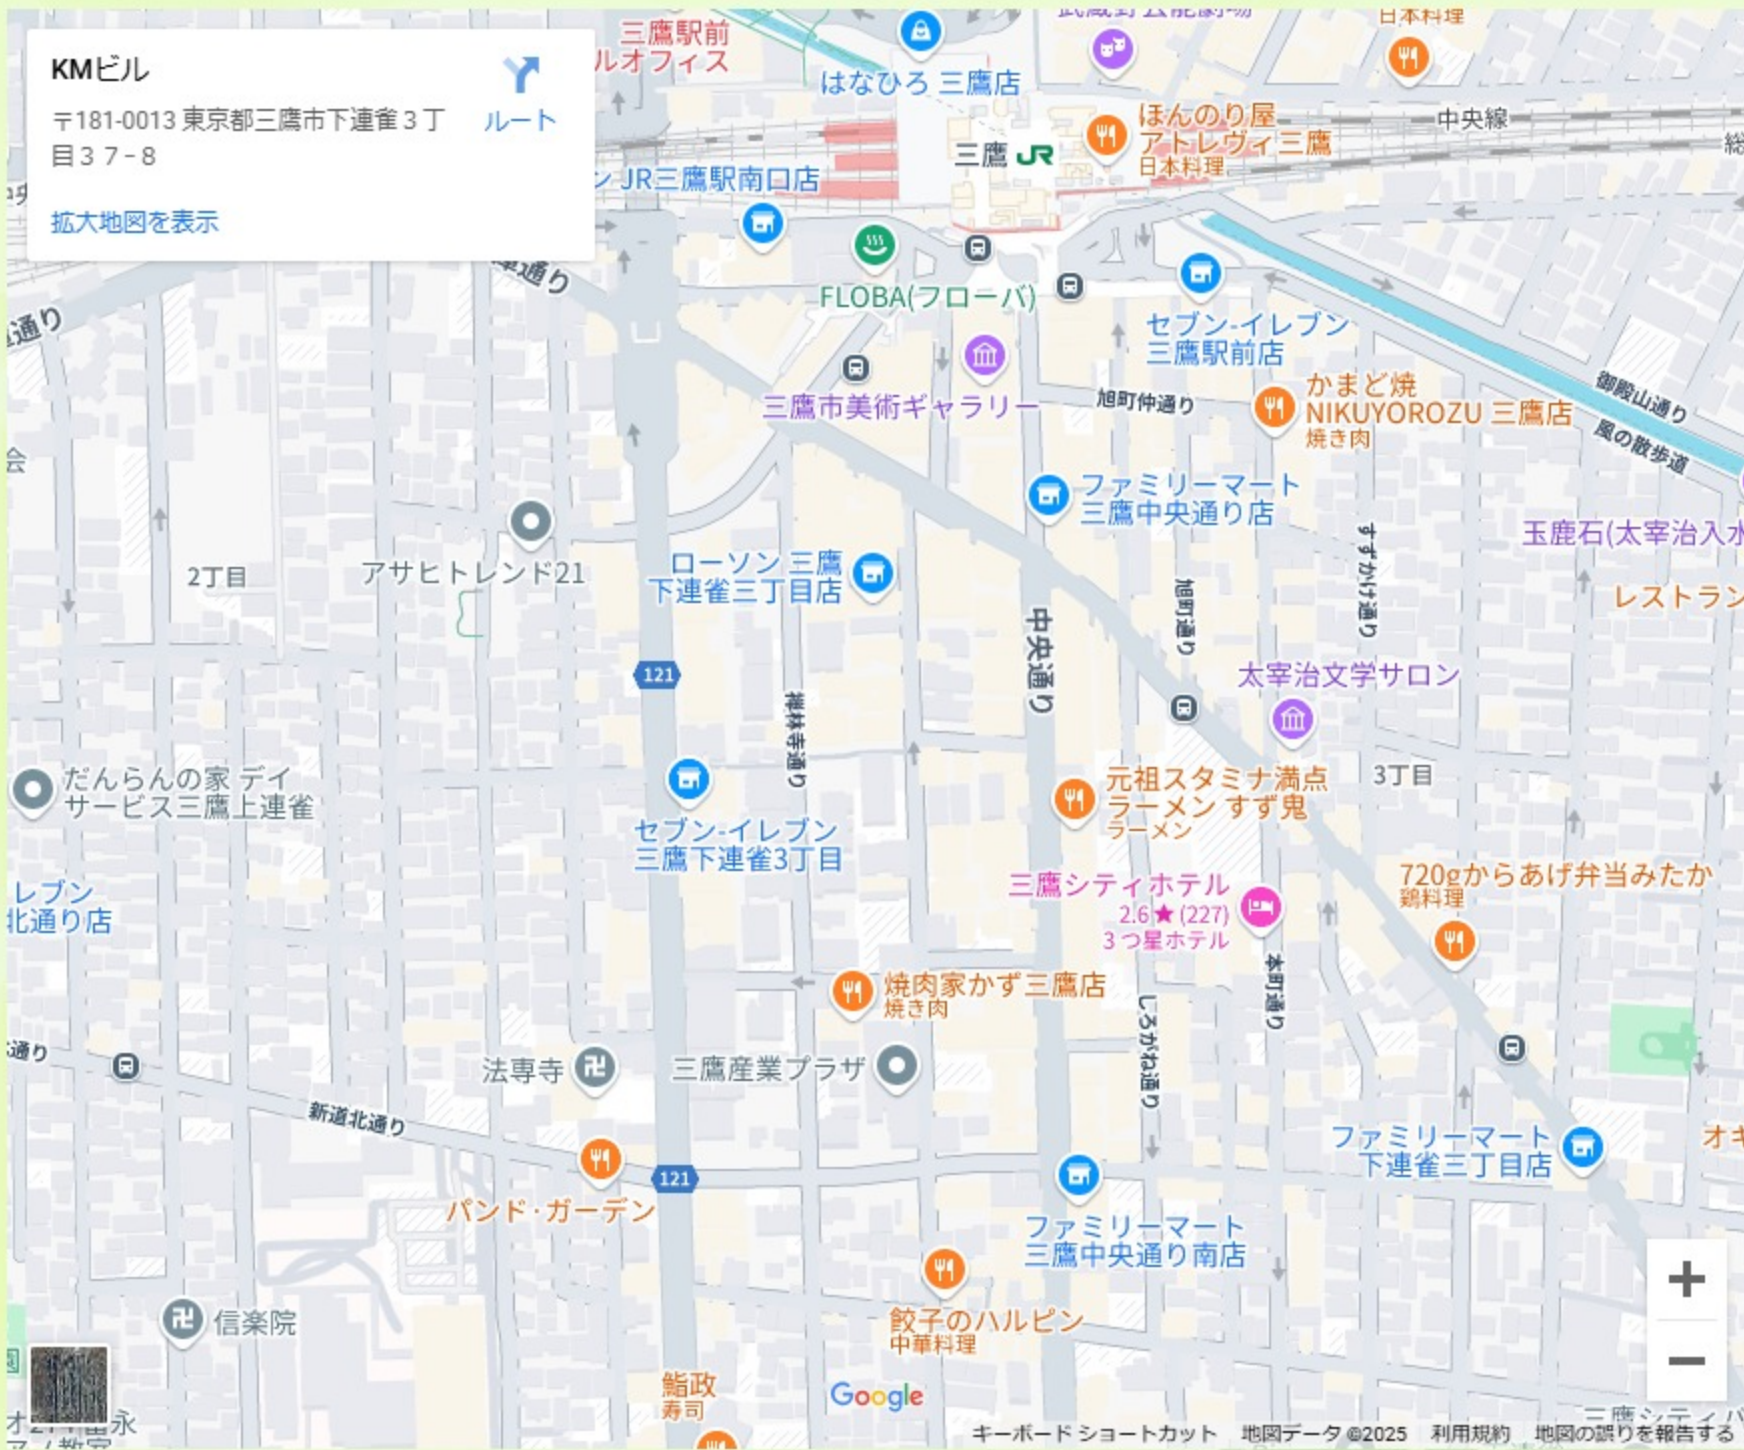 KMビル
〒181-0013 東京都三鷹市下連雀３丁
目３７−８
ルート
拡大地図を表示
三鷹駅前
ルオフィス
はなひろ 三鷹店
日本料理
ほんのり屋
アトレヴィ三鷹
日本料理
中央線
三鷹 JR
ン JR三鷹駅南口店
FLOBA(フローバ)
セブン-イレブン
三鷹駅前店
通り
三鷹市美術ギャラリー
旭町仲通り
かまど焼
NIKUYOROZU 三鷹店
焼き肉
御殿山通り
風の散歩道
会
ファミリーマート
三鷹中央通り店
玉鹿石(太宰治入水
すずかけ通り
アサヒトレンド21
2丁目
ローソン 三鷹
下連雀三丁目店
レストラン
旭町通り
中央通り
121
太宰治文学サロン
禅林寺通り
だんらんの家 デイ
サービス三鷹上連雀
セブン-イレブン
三鷹下連雀3丁目
元祖スタミナ満点
ラーメン すず鬼
ラーメン
3丁目
レブン
北通り店
三鷹シティホテル
2.6★(227)
3 つ星ホテル
720gからあげ弁当みたか
鶏料理
焼肉家かず三鷹店
焼き肉
本町通り
しろがね通り
通り
法専寺
三鷹産業プラザ
新道北通り
ファミリーマート
下連雀三丁目店
オキ
121
バンド・ガーデン
ファミリーマート
三鷹中央通り南店
信楽院
餃子のハルピン
中華料理
鮨政
寿司
Google
キーボード ショートカット 地図データ ©2025 利用規約 地図の誤りを報告する